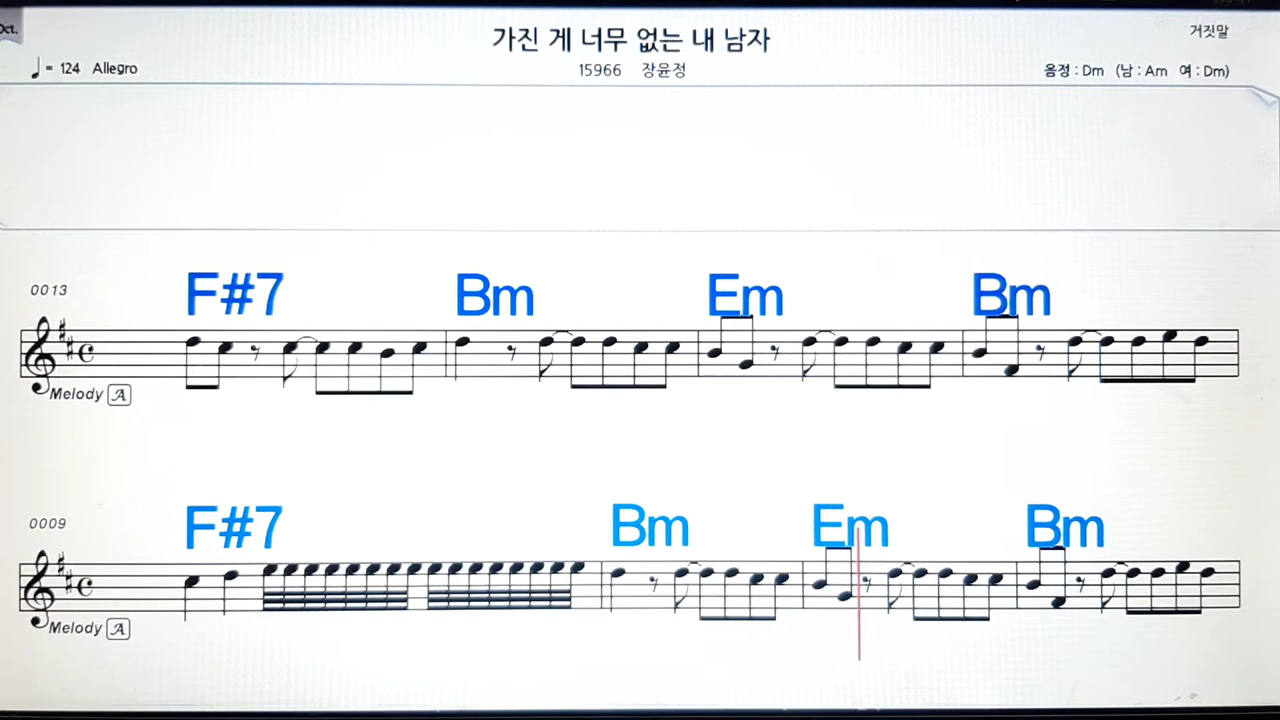 Oct.
가진 게 너무 없는 내 남자
거짓말
♩ = 124 Allegro
15966 장윤정
음정 : Dm (남 : Am 여 : Dm)
F#7 Bm Em Bm
0013
Melody A
F#7 Bm Em Bm
0009
Melody A